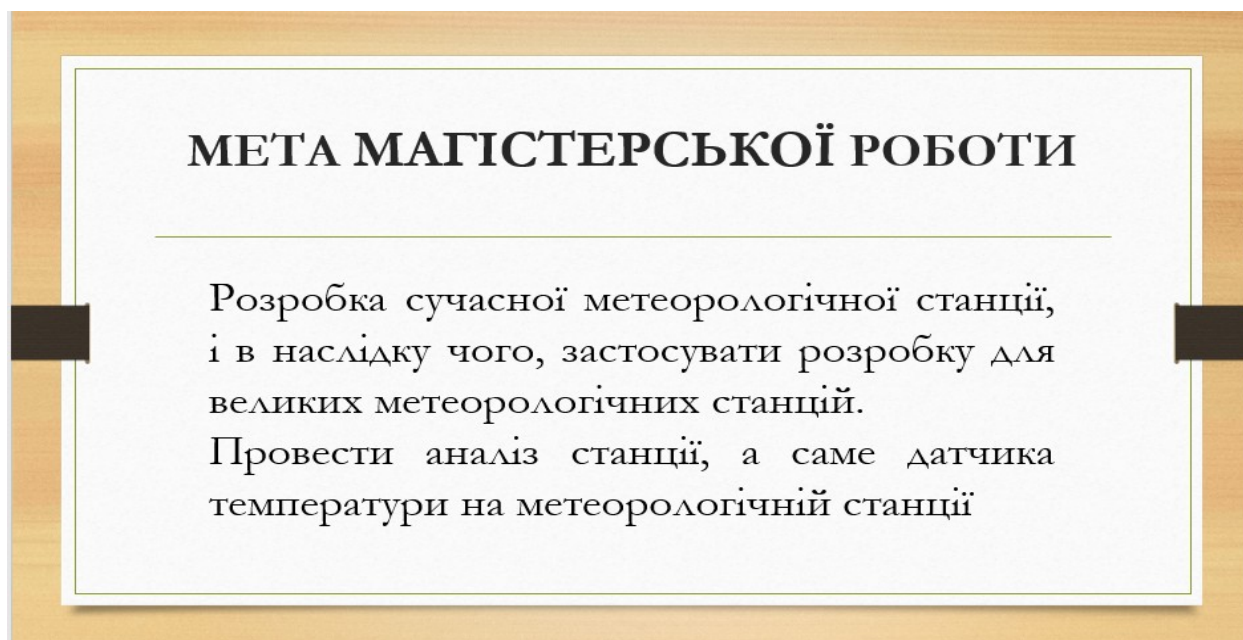 МЕТА МАГІСТЕРСЬКОЇ РОБОТИ
Розробка сучасної метеорологічної станції,
і в наслідку чого, застосувати розробку для
великих метеорологічних станцій.
Провести аналіз станції, а саме датчика
температури на метеорологічній станції